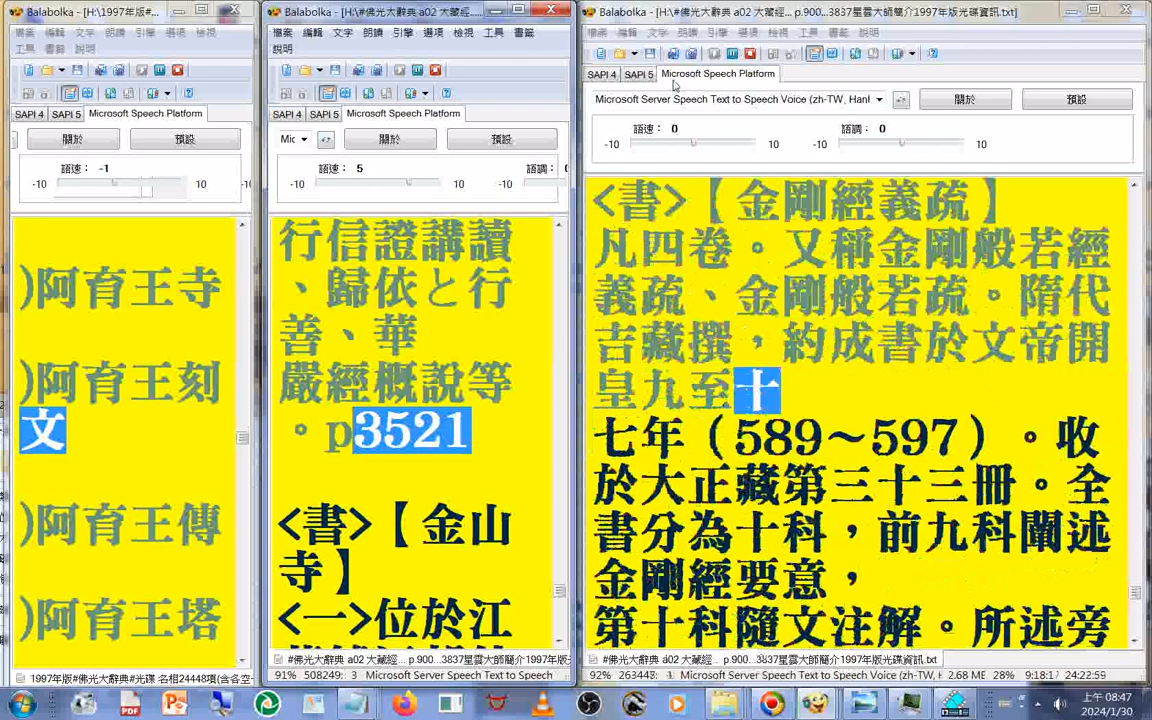 Balabolka - [H:\1997年版#...
檔案 編輯 文字 朗讀 引擎 選項 檢視
工具 書籤 說明
SAPI 4 SAPI 5 Microsoft Speech Platform
關於 預設
語速： -1
-10 10
)阿育王寺
)阿育王刻
文
)阿育王傳
)阿育王塔
1997年版佛光大辭典#光碟 名相24448項(含各空
Balabolka - [H:\#佛光大辭典 a02 大藏經...
檔案 編輯 文字 朗讀 引擎 選項 檢視 工具 書籤
說明
SAPI 4 SAPI 5 Microsoft Speech Platform
Mic 關於 預設
語速： 5 語調： 0
-10 10 -10
行信證講讀
、歸依と行
善、華
嚴經概說等
。p3521
<書>【金山
寺】
<一>位於江
#佛光大辭典 a02 大藏經... p.900...3837星雲大師簡介1997年版光碟資訊.txt
91% 508249: 3 Microsoft Server Speech Text to Speech
Balabolka - [H:\#佛光大辭典 a02 大藏經... p.900...3837星雲大師簡介1997年版光碟資訊.txt]
檔案 編輯 文字 朗讀 引擎 選項 檢視 工具 書籤 說明
SAPI 4 SAPI 5 Microsoft Speech Platform
Microsoft Server Speech Text to Speech Voice (zh-TW, Hanl 關於 預設
語速： 0 語調： 0
-10 10 -10 10
<書>【金剛經義疏】
凡四卷。又稱金剛般若經
義疏、金剛般若疏。隋代
吉藏撰，約成書於文帝開
皇九至十
七年（589～597）。收
於大正藏第三十三冊。全
書分為十科，前九科闡述
金剛經要意，
第十科隨文注解。所述旁
#佛光大辭典 a02 大藏經... p.900...3837星雲大師簡介1997年版光碟資訊.txt
92% 263448: Microsoft Server Speech Text to Speech Voice (zh-TW, H 2.68 ME 28% 9:18:1 24:22:59
上午 08:47
2024/1/30